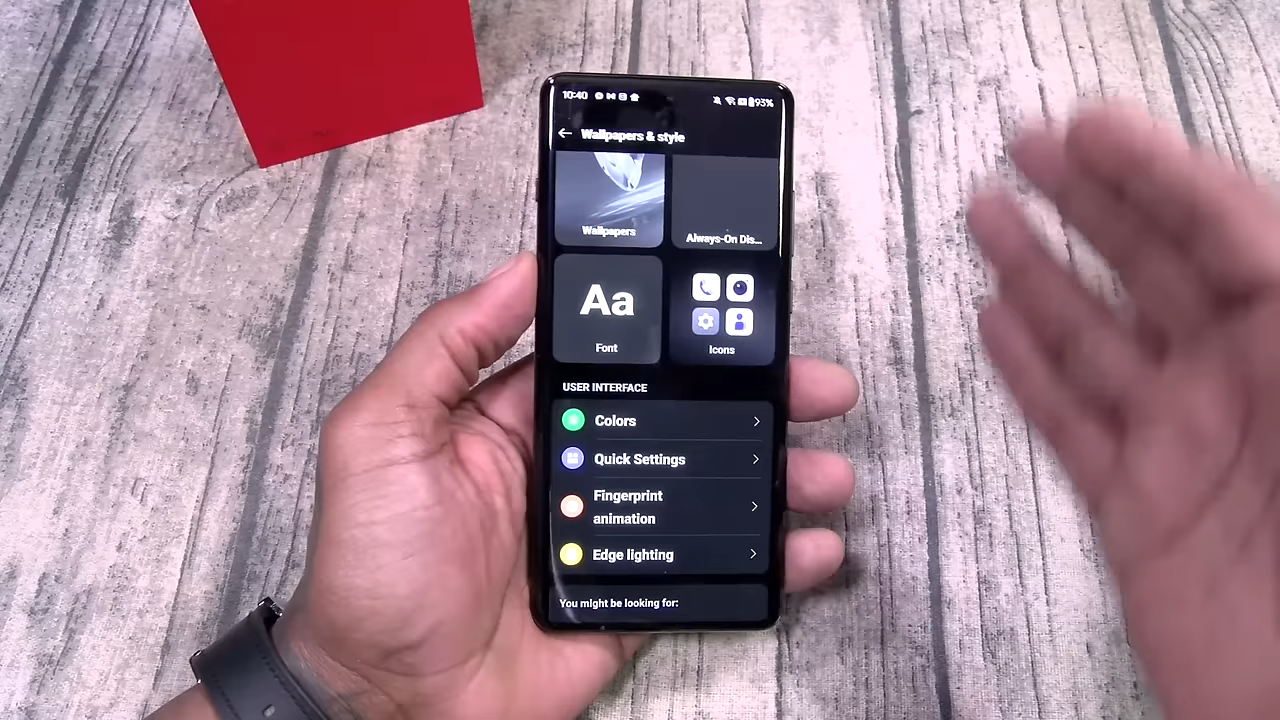 10:40
93%
Wallpapers & style
Wallpapers
Always-On Dis...
Aa
Font
Icons
USER INTERFACE
Colors
Quick Settings
Fingerprint
animation
Edge lighting
You might be looking for: